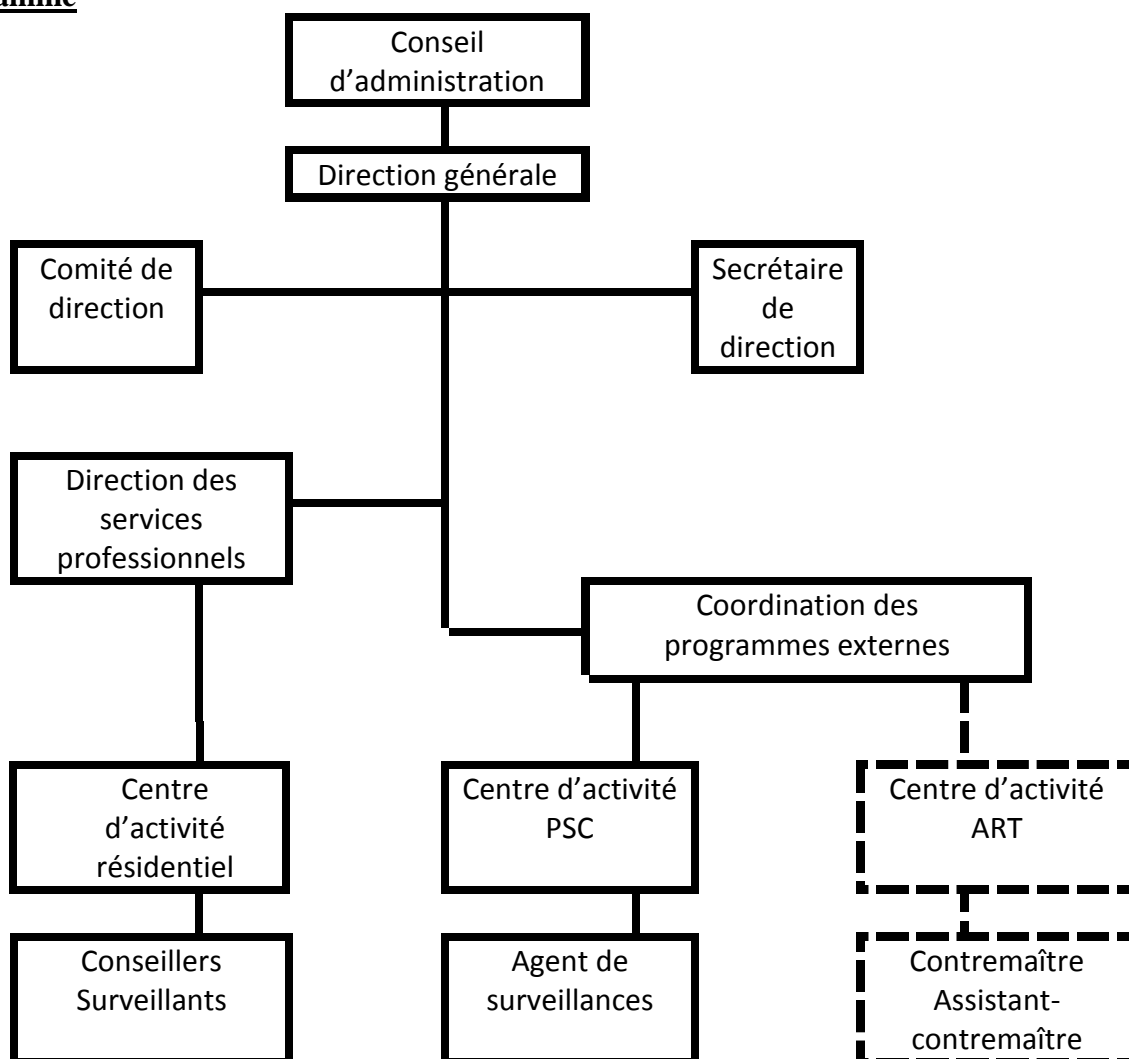 Conseil
d’administration
Direction générale
Comité de
direction
Secrétaire
de
direction
Direction des
services
professionnels
Coordination des
programmes externes
Centre
d’activité
résidentiel
Centre d’activité
PSC
Centre d’activité
ART
Conseillers
Surveillants
Agent de
surveillances
Contremaître
Assistant-
contremaître